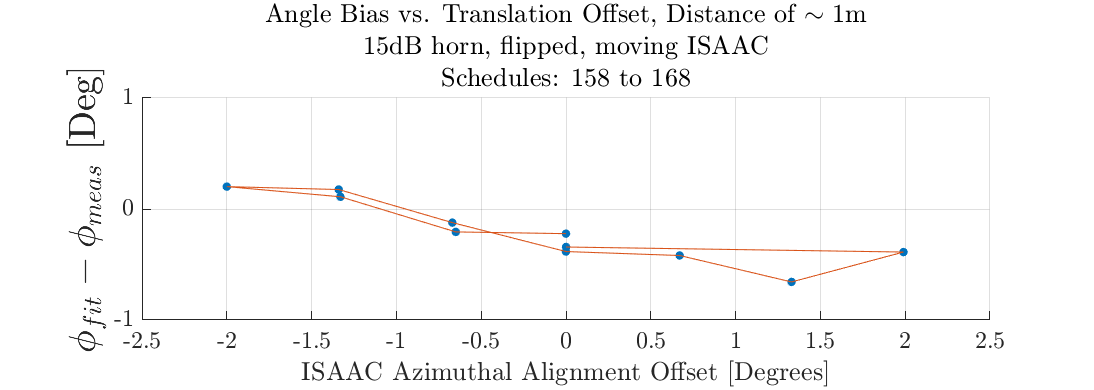 Angle Bias vs. Translation Offset, Distance of ∼ 1m
15dB horn, flipped, moving ISAAC
Schedules: 158 to 168
ϕ_fit − ϕ_meas [Deg]
1
0
-1
-2.5 -2 -1.5 -1 -0.5 0 0.5 1 1.5 2 2.5
ISAAC Azimuthal Alignment Offset [Degrees]